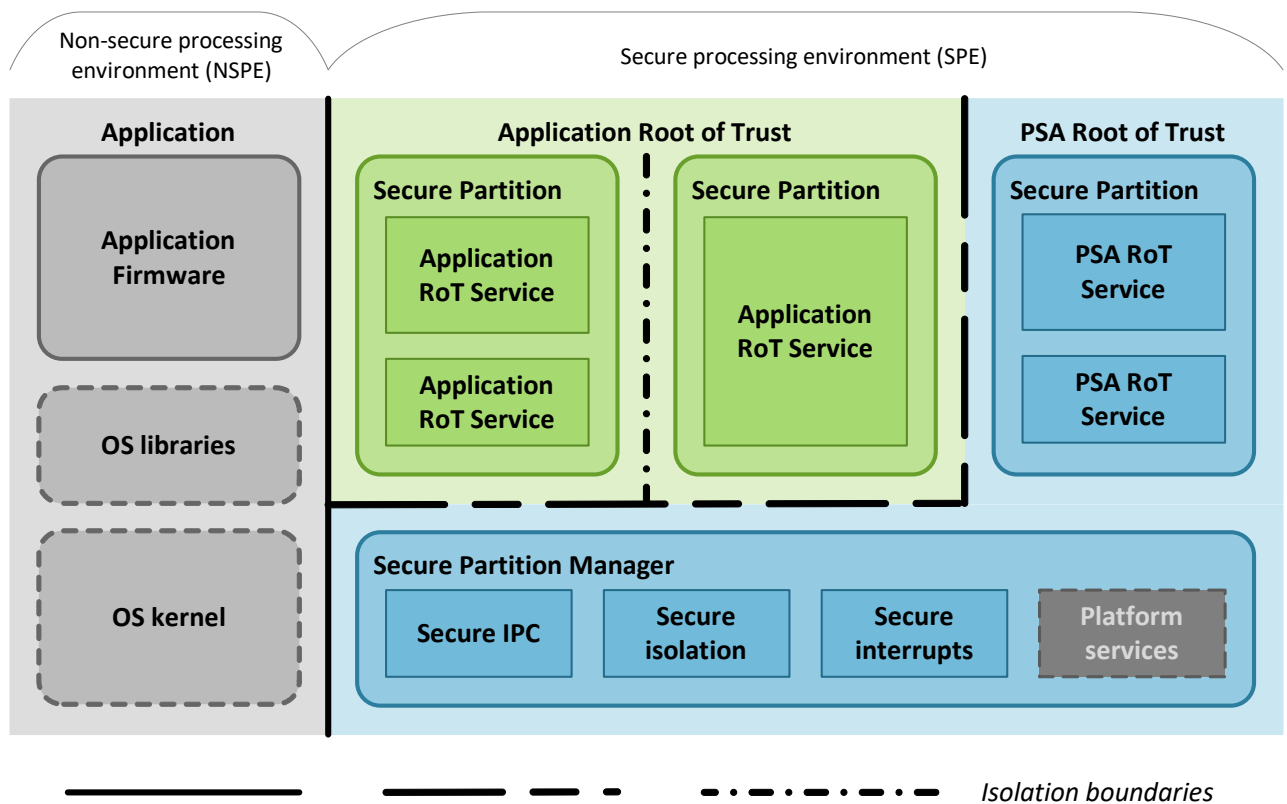 Non-secure processing
environment (NSPE)
Secure processing environment (SPE)
Application
Application
Firmware
OS libraries
OS kernel
Application Root of Trust
Secure Partition
Application
RoT Service
Application
RoT Service
Secure Partition
Application
RoT Service
PSA Root of Trust
Secure Partition
PSA RoT
Service
PSA RoT
Service
Secure Partition Manager
Secure IPC
Secure
isolation
Secure
interrupts
Platform
services
Isolation boundaries